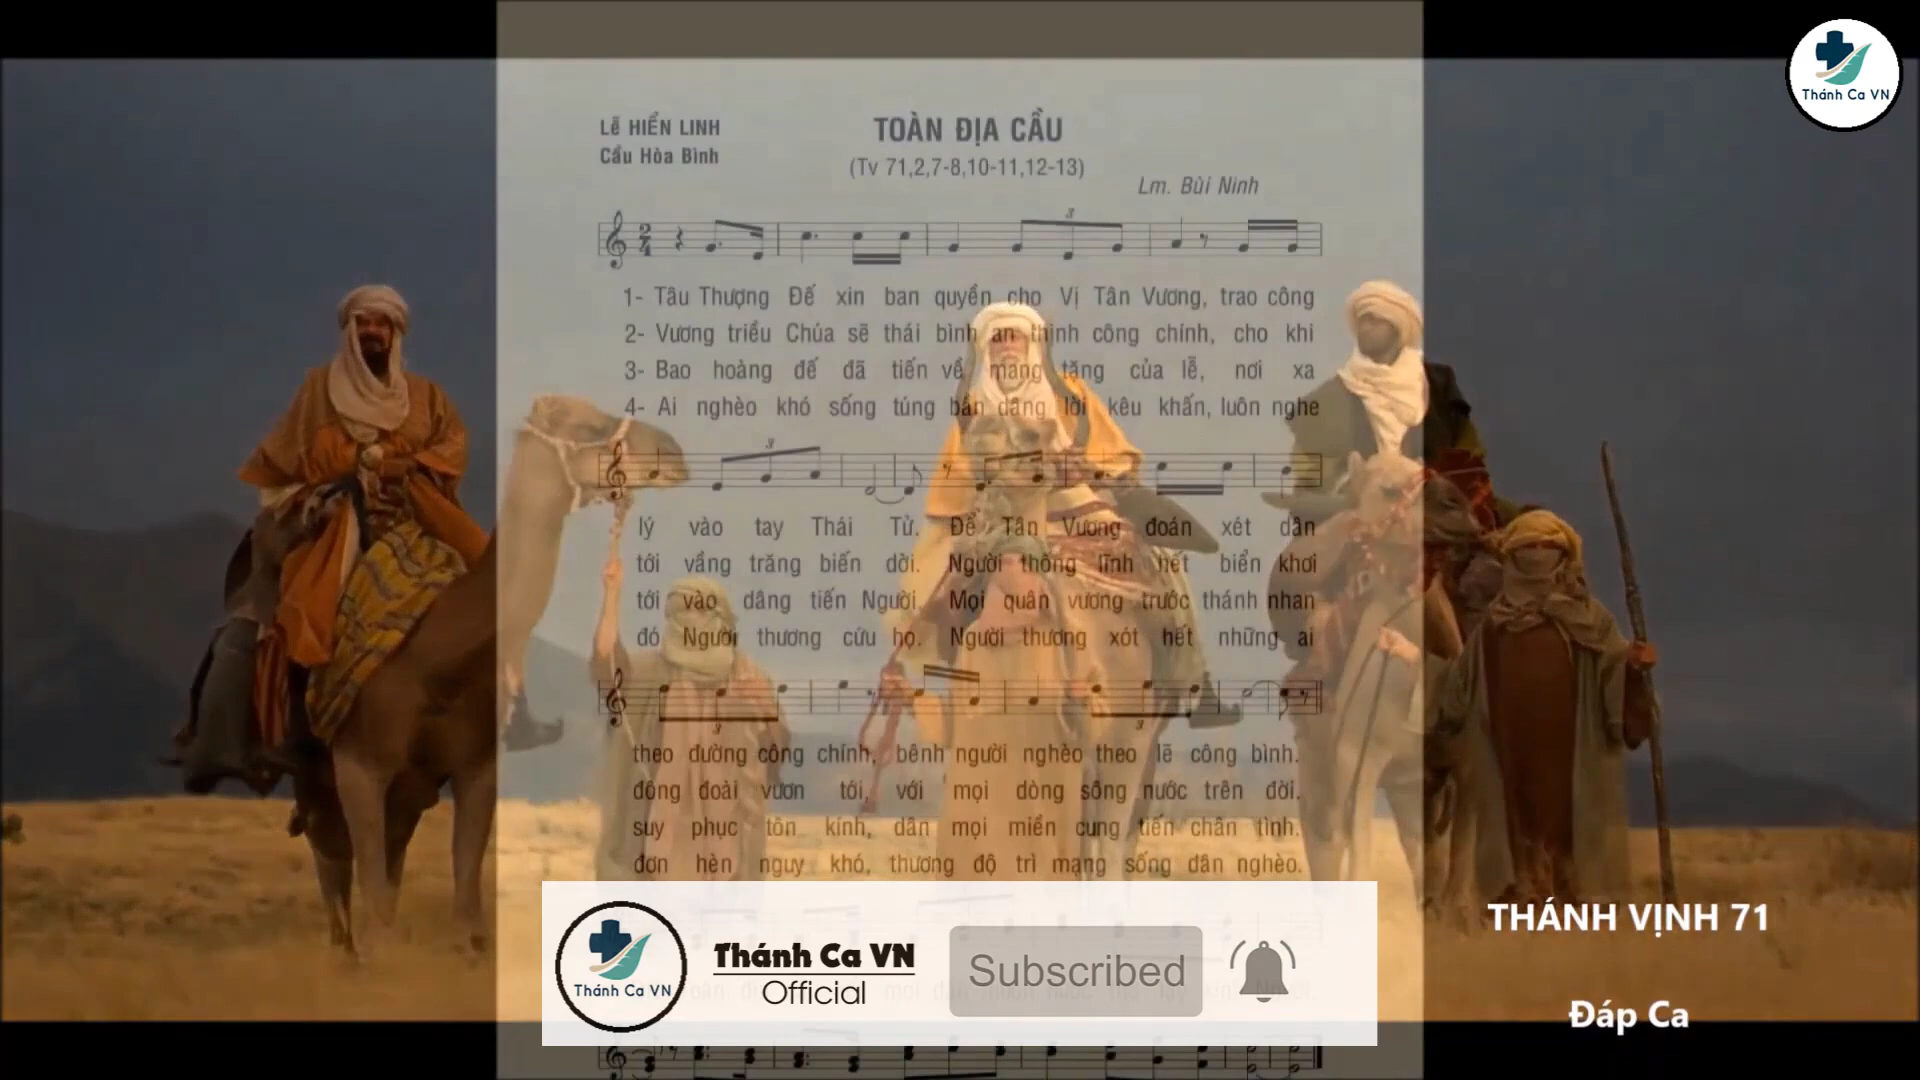 Thánh Ca VN
Lễ HIỂN LINH
Cầu Hòa Bình
TOÀN ĐỊA CẦU
(Tv 71,2,7-8,10-11,12-13)
Lm. Bùi Ninh
3
1- Tâu Thượng Đế xin ban quyền cho Vị Tân Vương, trao công
2- Vương triều Chúa sẽ thái bình an thịnh công chính, cho khi
3- Bao hoàng đế đã tiến về mang tặng của lễ, nơi xa
4- Ai nghèo khó sống túng bấn dâng lời kêu khấn, luôn nghe
3
lý vào tay Thái Tử. Để Tân Vương đoán xét dân
tới vầng trăng biến dời. Người thống lĩnh hết biển khơi
tới vào dâng tiến Người. Mọi quân vương trước thánh nhan
đó Người thương cứu họ. Người thương xót hết những ai
3 3
theo đường công chính, bênh người nghèo theo lẽ công bình.
đông đoài vươn tới, với mọi dòng sông nước trên đời.
suy phục tôn kính, dân mọi miền cung tiến chân tình.
đơn hèn nguy khó, thương độ trì mạng sống dân nghèo.
Thánh Ca VN
Thánh Ca VN
Official
Subscribed
THÁNH VỊNH 71
Đáp Ca